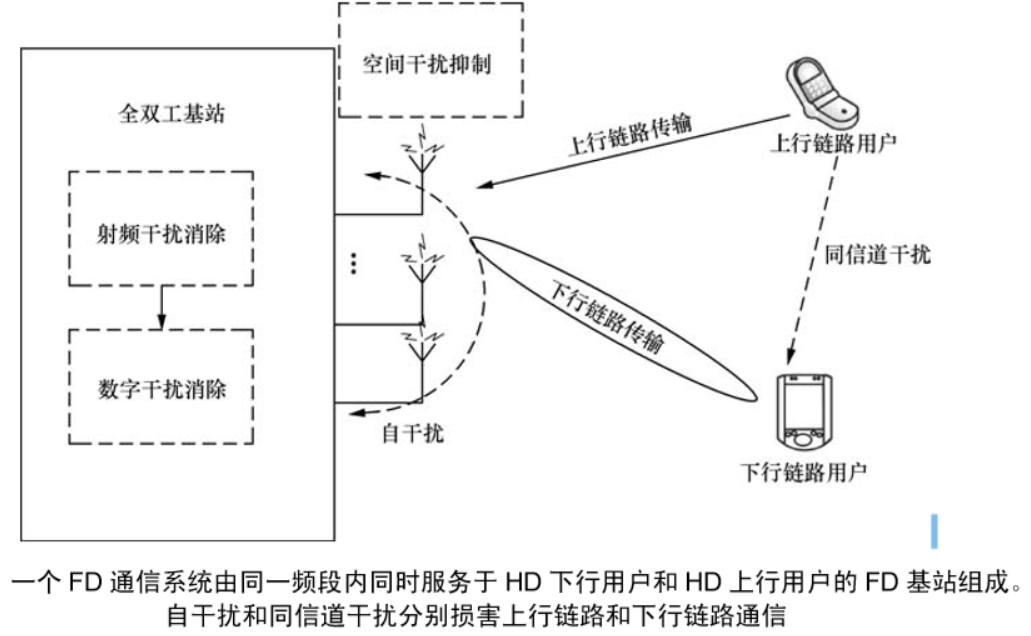 空间干扰抑制
全双工基站
上行链路传输
上行链路用户
射频干扰消除
同信道干扰
下行链路传输
数字干扰消除
自干扰
下行链路用户
一个 FD 通信系统由同一频段内同时服务于 HD 下行用户和 HD 上行用户的 FD 基站组成。
自干扰和同信道干扰分别损害上行链路和下行链路通信